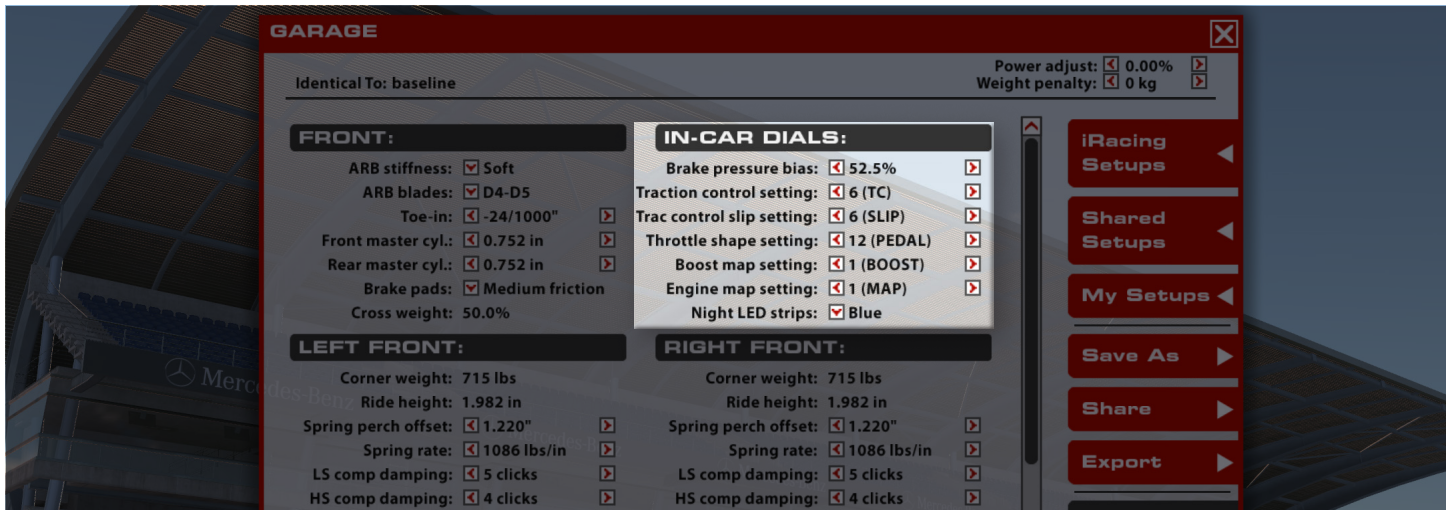 GARAGE
Identical To: baseline
Power adjust: 0.00%
Weight penalty: 0 kg
FRONT:
ARB stiffness: Soft
ARB blades: D4-D5
Toe-in: -24/1000"
Front master cyl.: 0.752 in
Rear master cyl.: 0.752 in
Brake pads: Medium friction
Cross weight: 50.0%
IN-CAR DIALS:
Brake pressure bias: 52.5%
Traction control setting: 6 (TC)
Trac control slip setting: 6 (SLIP)
Throttle shape setting: 12 (PEDAL)
Boost map setting: 1 (BOOST)
Engine map setting: 1 (MAP)
Night LED strips: Blue
LEFT FRONT:
Corner weight: 715 lbs
Ride height: 1.982 in
Spring perch offset: 1.220"
Spring rate: 1086 lbs/in
LS comp damping: 5 clicks
HS comp damping: 4 clicks
RIGHT FRONT:
Corner weight: 715 lbs
Ride height: 1.982 in
Spring perch offset: 1.220"
Spring rate: 1086 lbs/in
LS comp damping: 5 clicks
HS comp damping: 4 clicks
iRacing
Setups
Shared
Setups
My Setups
Save As
Share
Export
Mercedes-Benz